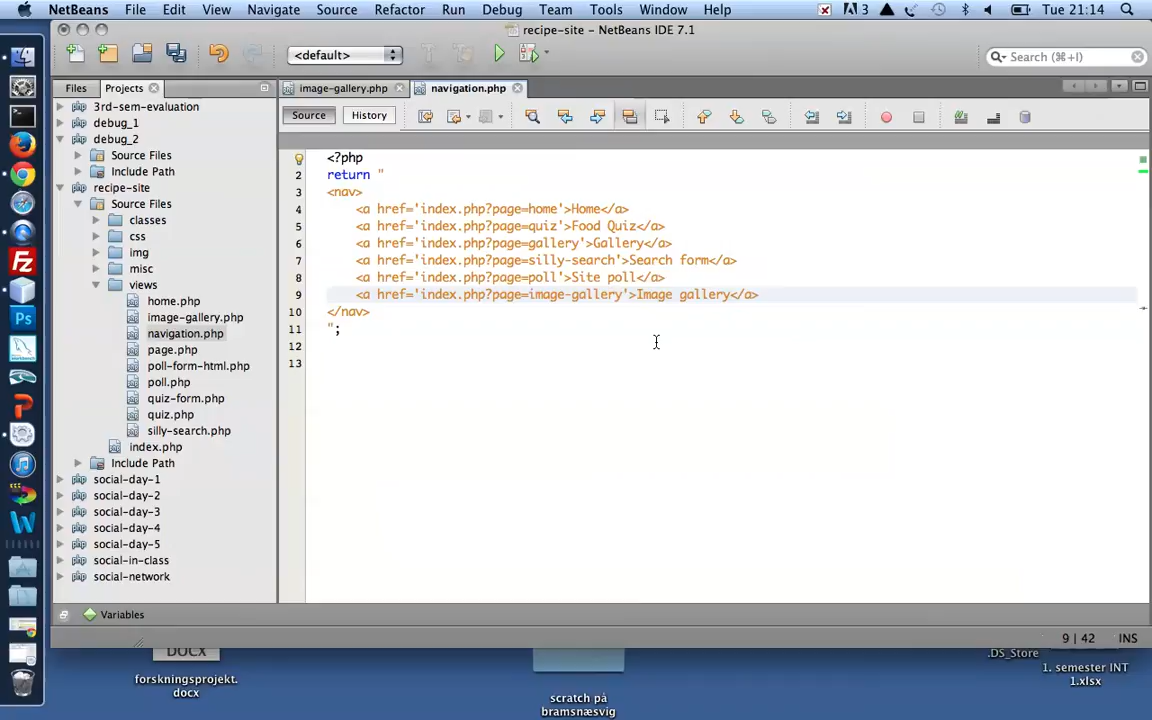 NetBeans File Edit View Navigate Source Refactor Run Debug Team Tools Window Help 3 Tue 21:14
recipe-site – NetBeans IDE 7.1
<default> Search (⌘+I)
Files Projects image-gallery.php navigation.php
Source History
3rd-sem-evaluation
debug_1
debug_2
Source Files
Include Path
recipe-site
Source Files
classes
css
img
misc
views
home.php
image-gallery.php
navigation.php
page.php
poll-form-html.php
poll.php
quiz-form.php
quiz.php
silly-search.php
index.php
Include Path
social-day-1
social-day-2
social-day-3
social-day-4
social-day-5
social-in-class
social-network
1 <?php
2 return "
3 <nav>
4 <a href='index.php?page=home'>Home</a>
5 <a href='index.php?page=quiz'>Food Quiz</a>
6 <a href='index.php?page=gallery'>Gallery</a>
7 <a href='index.php?page=silly-search'>Search form</a>
8 <a href='index.php?page=poll'>Site poll</a>
9 <a href='index.php?page=image-gallery'>Image gallery</a>
10 </nav>
11 ";
12
13
Variables
9 | 42 INS
DOCX
forskningsprojekt.
docx
scratch på
bramsnæsvig
.DS_Store
1. semester INT
1.xlsx